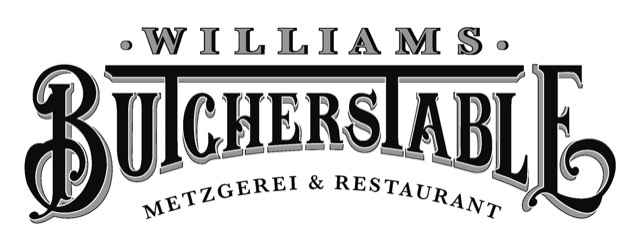 · WILLIAMS ·
BUTCHERSTABLE
METZGEREI & RESTAURANT